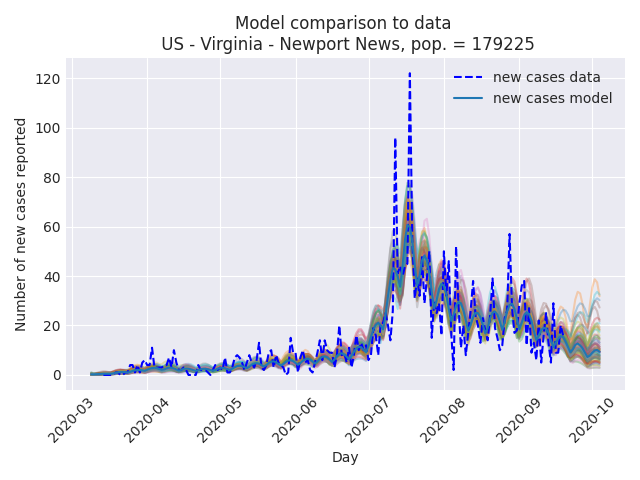 Model comparison to data
US - Virginia - Newport News, pop. = 179225
new cases data
new cases model
Number of new cases reported
120
100
80
60
40
20
0
2020-03
2020-04
2020-05
2020-06
2020-07
2020-08
2020-09
2020-10
Day